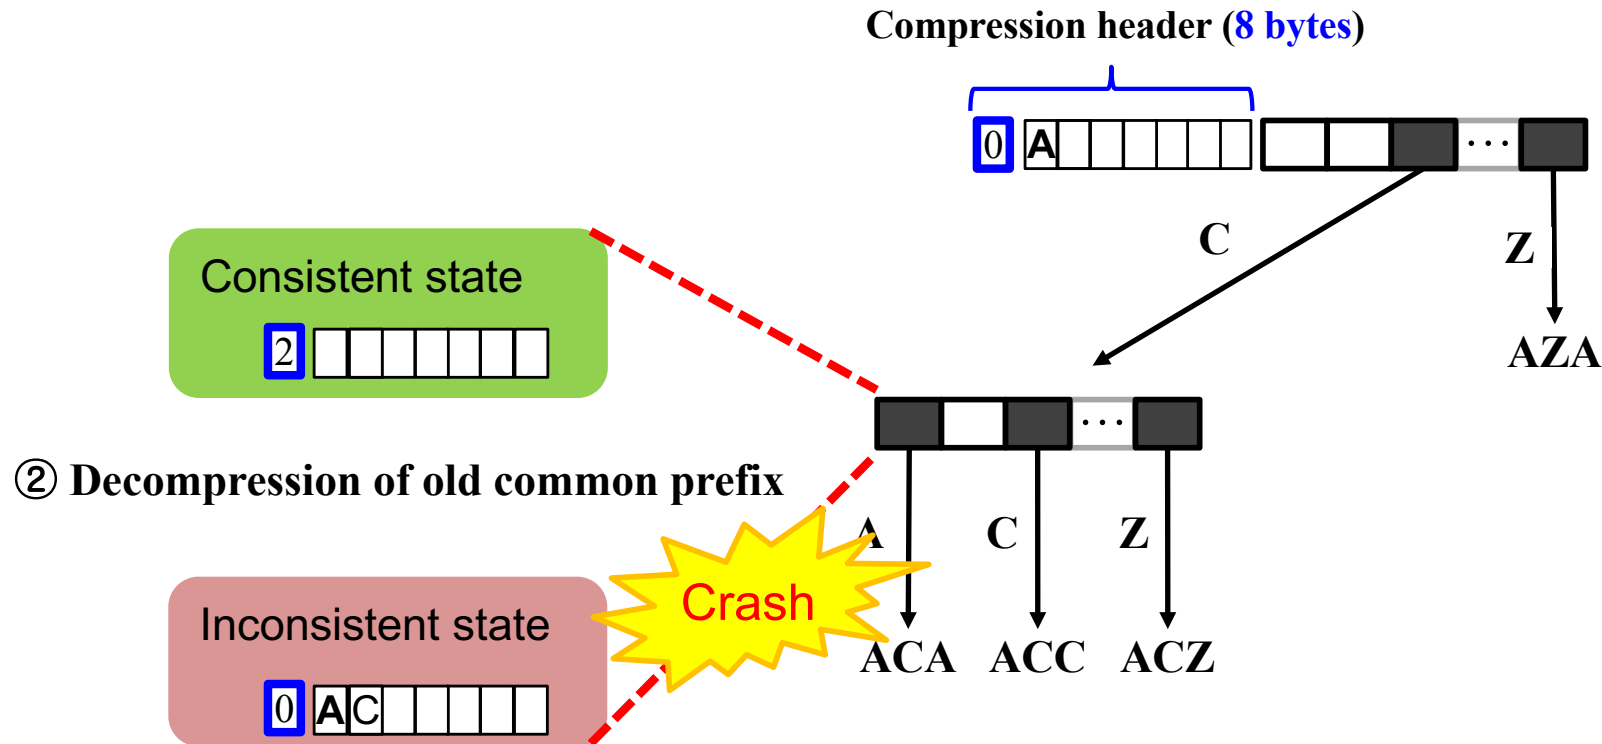 Compression header (8 bytes)
0 A ···
C
Z
Consistent state
2
AZA
···
② Decompression of old common prefix
A
C
Z
Crash
Inconsistent state
ACA ACC ACZ
0 A C